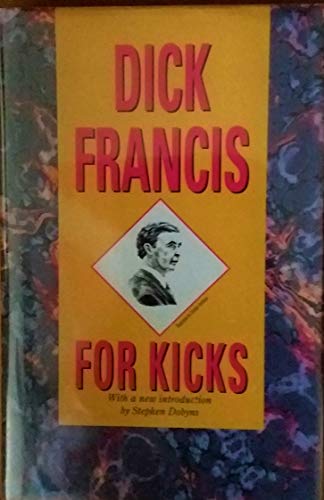 DICK
FRANCIS
FOR KICKS
With a new introduction
by Stephen Dobyns